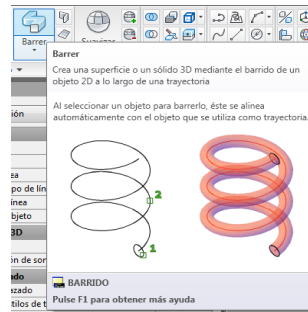 Barrer
Suavizar
Barrer
Crea una superficie o un sólido 3D mediante el barrido de un
objeto 2D a lo largo de una trayectoria
Al seleccionar un objeto para barrerlo, éste se alinea
automáticamente con el objeto que se utiliza como trayectoria.
ión
ea
po de lín
ínea
bjeto
3D
2
1
n de sor
do
zado
tilos de t
BARRIDO
Pulse F1 para obtener más ayuda